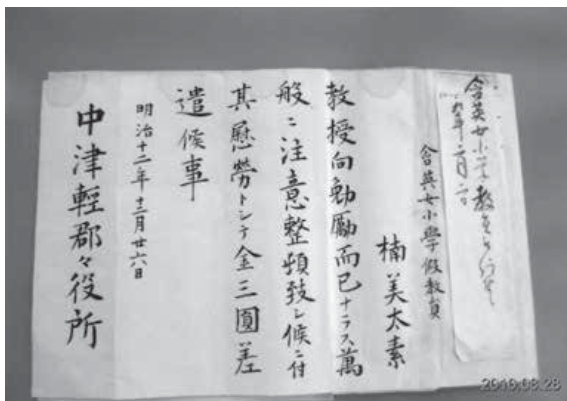 含英女小學假教員
楠美太素
教授向勉励而已ナラス萬
般ニ注意整頓致シ候ニ付
其慰勞トシテ金三圓差
遣候事
明治十二年十二月廿六日
中津輕郡々役所
2010.08.28